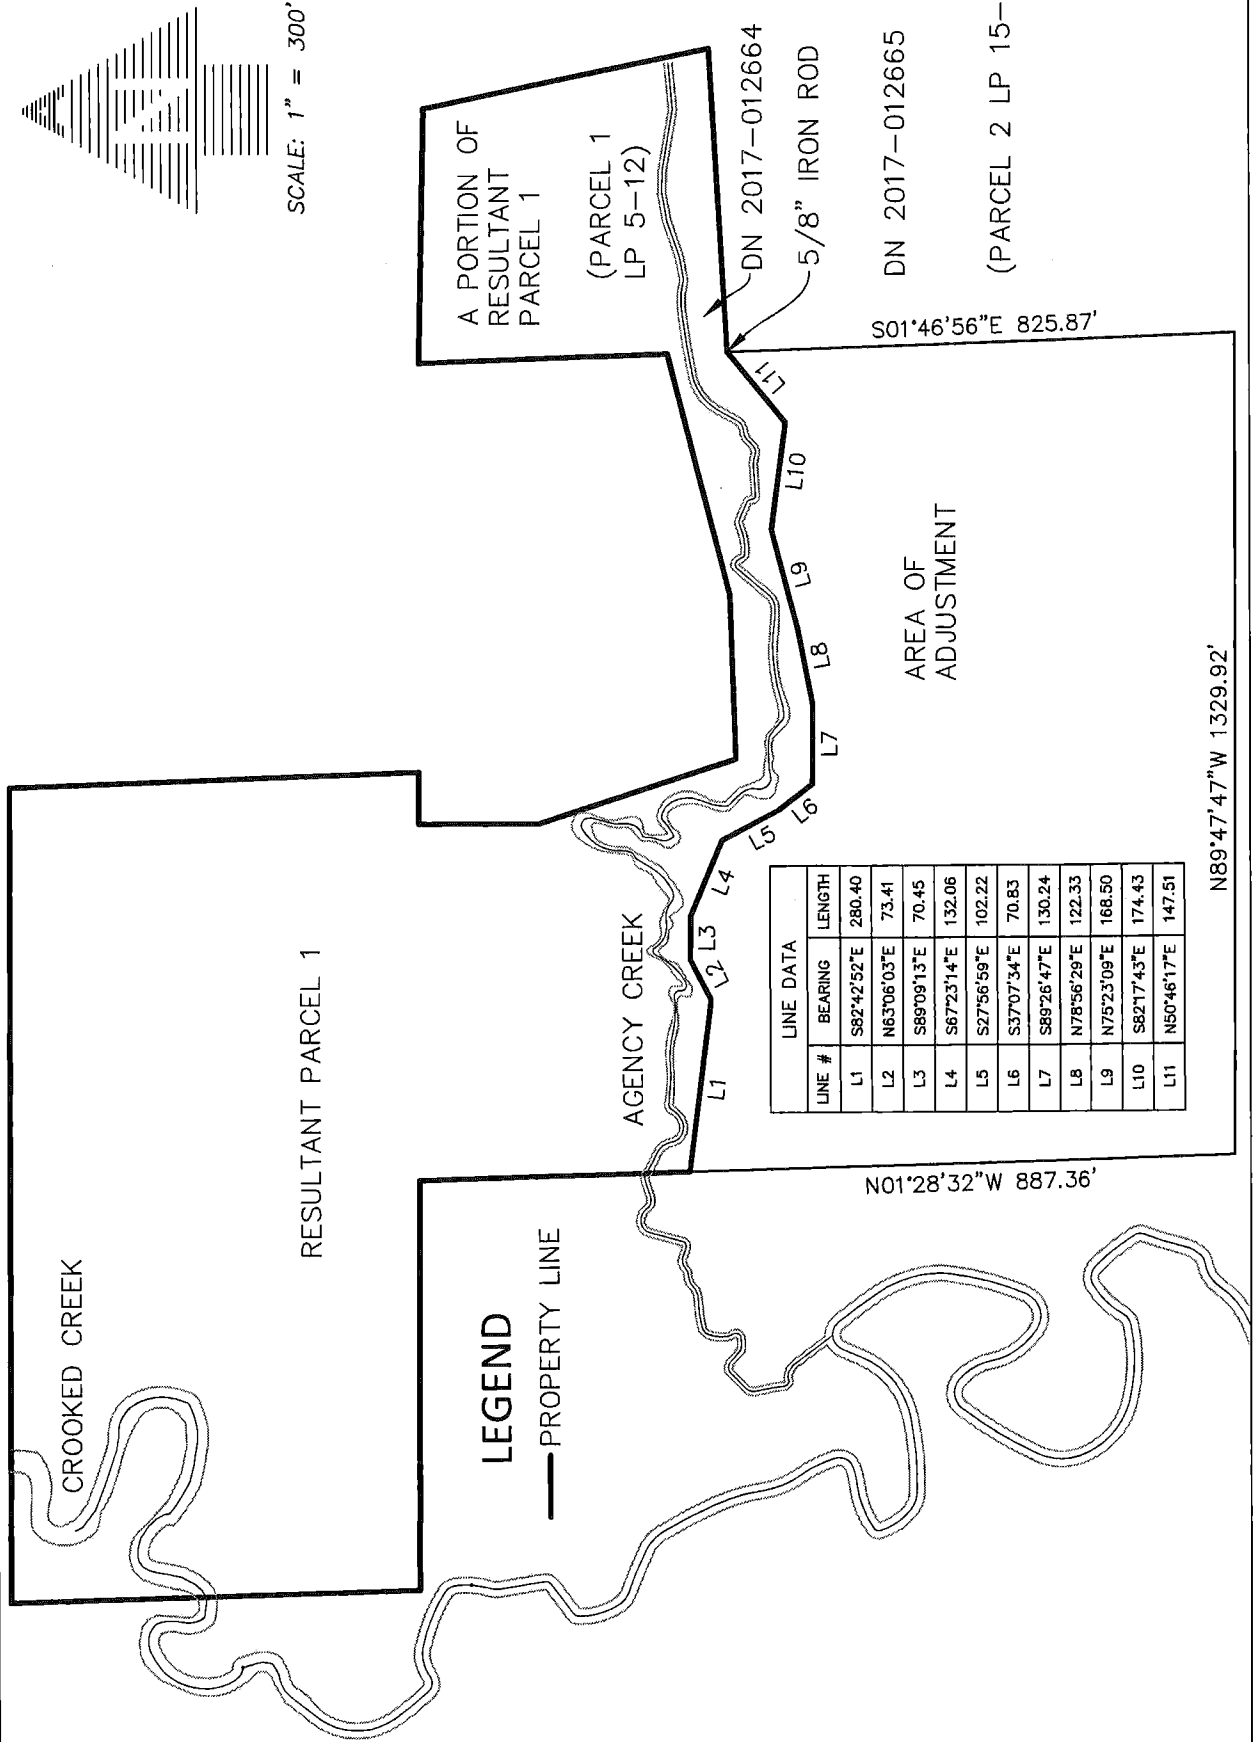 SCALE: 1" = 300'
CROOKED CREEK
RESULTANT PARCEL 1
A PORTION OF
RESULTANT
PARCEL 1
(PARCEL 1
LP 5-12)
LEGEND
PROPERTY LINE
AGENCY CREEK
DN 2017-012664
5/8" IRON ROD
DN 2017-012665
(PARCEL 2 LP 15-
L1
L2
L3
L4
L5
L6
L7
L8
L9
L10
L11
S01°46'56"E 825.87'
N01°28'32"W 887.36'
N89°47'47"W 1329.92'
AREA OF
ADJUSTMENT
LINE DATA
LINE # BEARING LENGTH
L1 S82°42'52"E 280.40
L2 N63°06'03"E 73.41
L3 S89°09'13"E 70.45
L4 S67°23'14"E 132.06
L5 S27°56'59"E 102.22
L6 S37°07'34"E 70.83
L7 S89°26'47"E 130.24
L8 N78°56'29"E 122.33
L9 N75°23'09"E 168.50
L10 S82°17'43"E 174.43
L11 N50°46'17"E 147.51